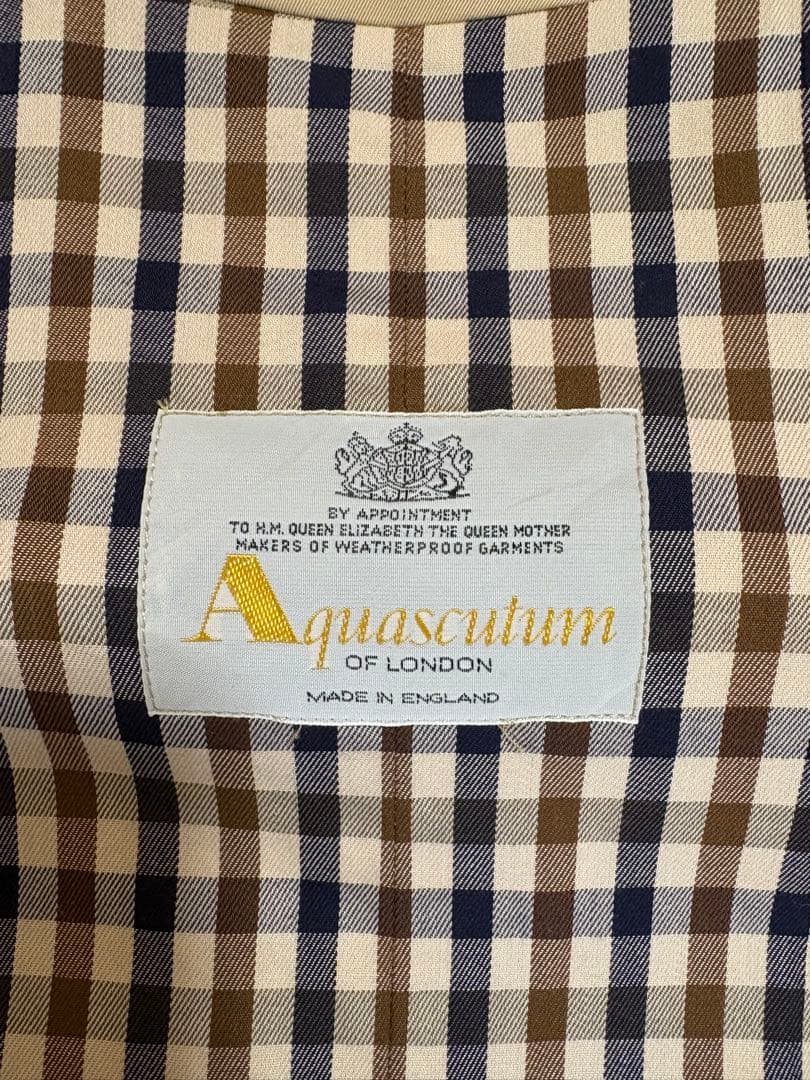 BY APPOINTMENT
TO H.M. QUEEN ELIZABETH THE QUEEN MOTHER
MAKERS OF WEATHERPROOF GARMENTS
Aquascutum
OF LONDON
MADE IN ENGLAND